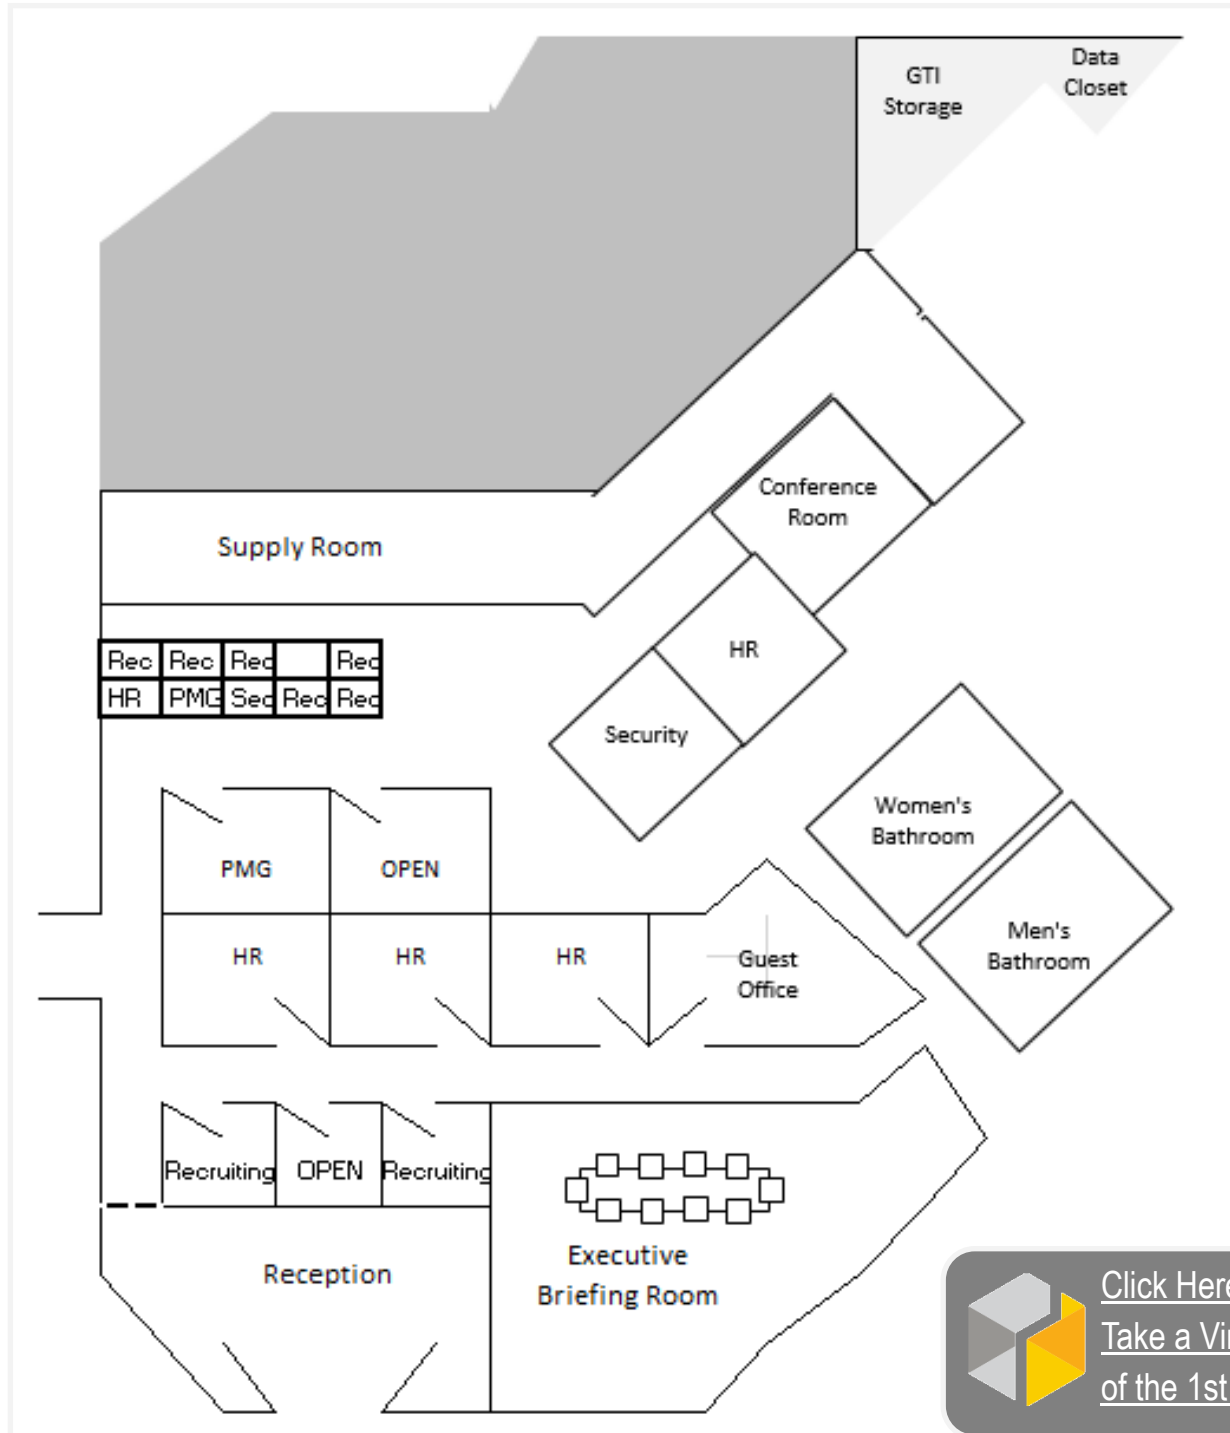 GTI
Storage
Data
Closet
Conference
Room
Supply Room
HR
Rec Rec Rec Rec
HR PMG Sec Rec Rec
Security
Women's
Bathroom
PMG OPEN
Men's
Bathroom
HR HR HR
Guest
Office
Recruiting OPEN Recruiting
Executive
Briefing Room
Reception
Click Here
Take a Vir
of the 1st